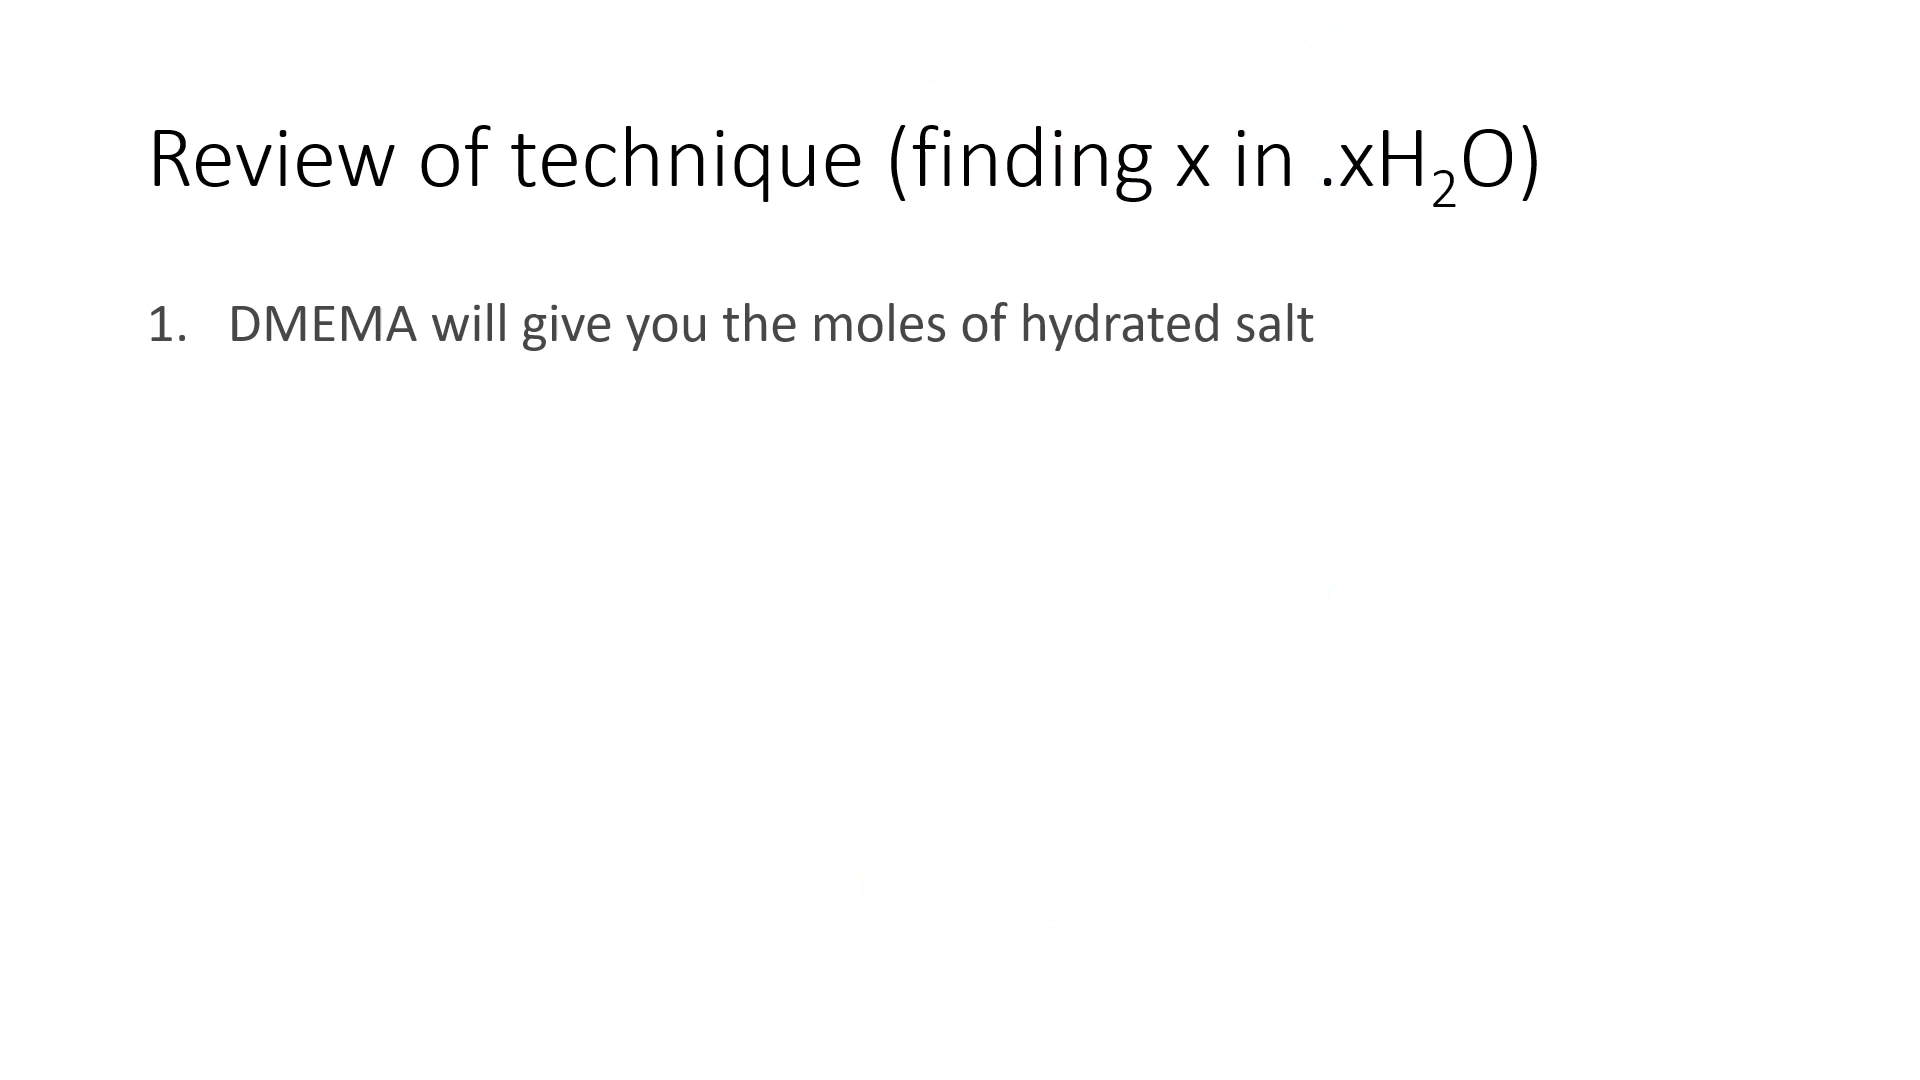 Review of technique (finding x in .xH₂O)
1. DMEMA will give you the moles of hydrated salt